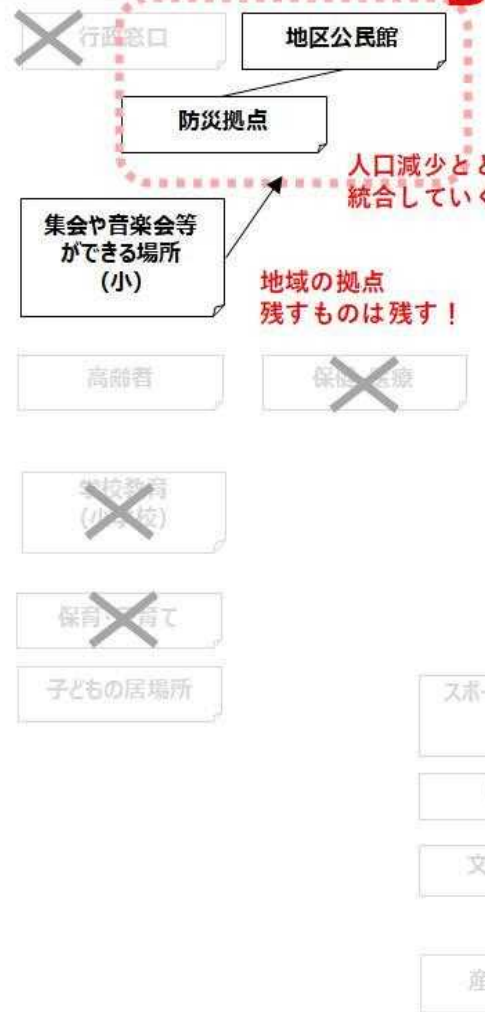 行政窓口
地区公民館
防災拠点
人口減少とと
統合していく
集会や音楽会等
ができる場所
(小)
地域の拠点
残すものは残す！
高齢者
保健・医療
学校教育
(小学校)
保育・子育て
子どもの居場所
スポー
文
産